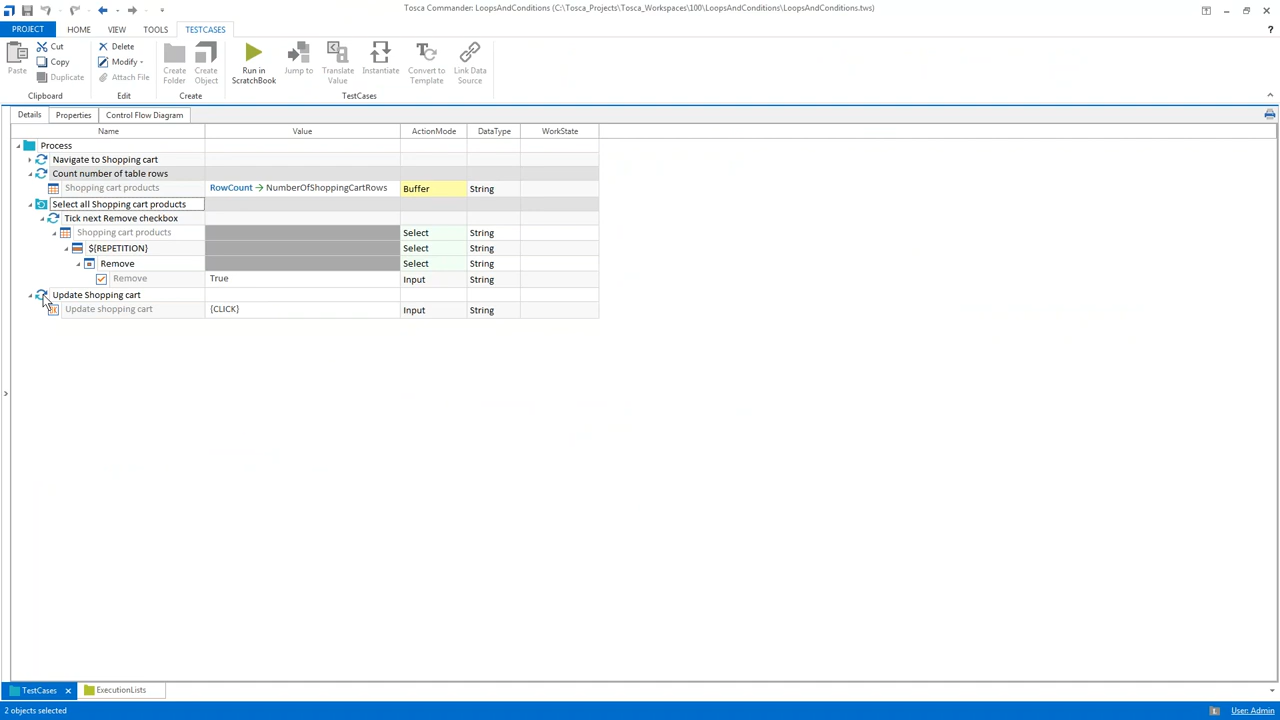 Tosca Commander: LoopsAndConditions (C:\Tosca_Projects\Tosca_Workspaces\100\LoopsAndConditions\LoopsAndConditions.tws)
PROJECT HOME VIEW TOOLS TESTCASES ?
Cut
Copy
Duplicate
Paste
Clipboard
Delete
Modify
Attach File
Edit
Create Folder
Create Object
Create
Run in ScratchBook
Jump to
Translate Value
Instantiate
Convert to Template
Link Data Source
TestCases
Details Properties Control Flow Diagram
Name Value ActionMode DataType WorkState
Process
Navigate to Shopping cart
Count number of table rows
Shopping cart products RowCount → NumberOfShoppingCartRows Buffer String
Select all Shopping cart products
Tick next Remove checkbox
Shopping cart products Select String
${REPETITION} Select String
Remove Select String
Remove True Input String
Update Shopping cart
Update shopping cart {CLICK} Input String
TestCases ExecutionLists
2 objects selected User: Admin